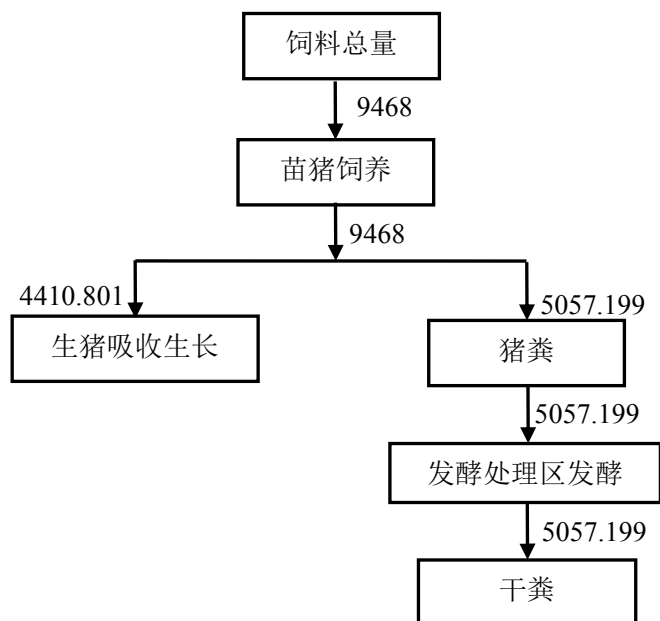 饲料总量
9468
苗猪饲养
9468
4410.801
5057.199
生猪吸收生长
猪粪
5057.199
发酵处理区发酵
5057.199
干粪